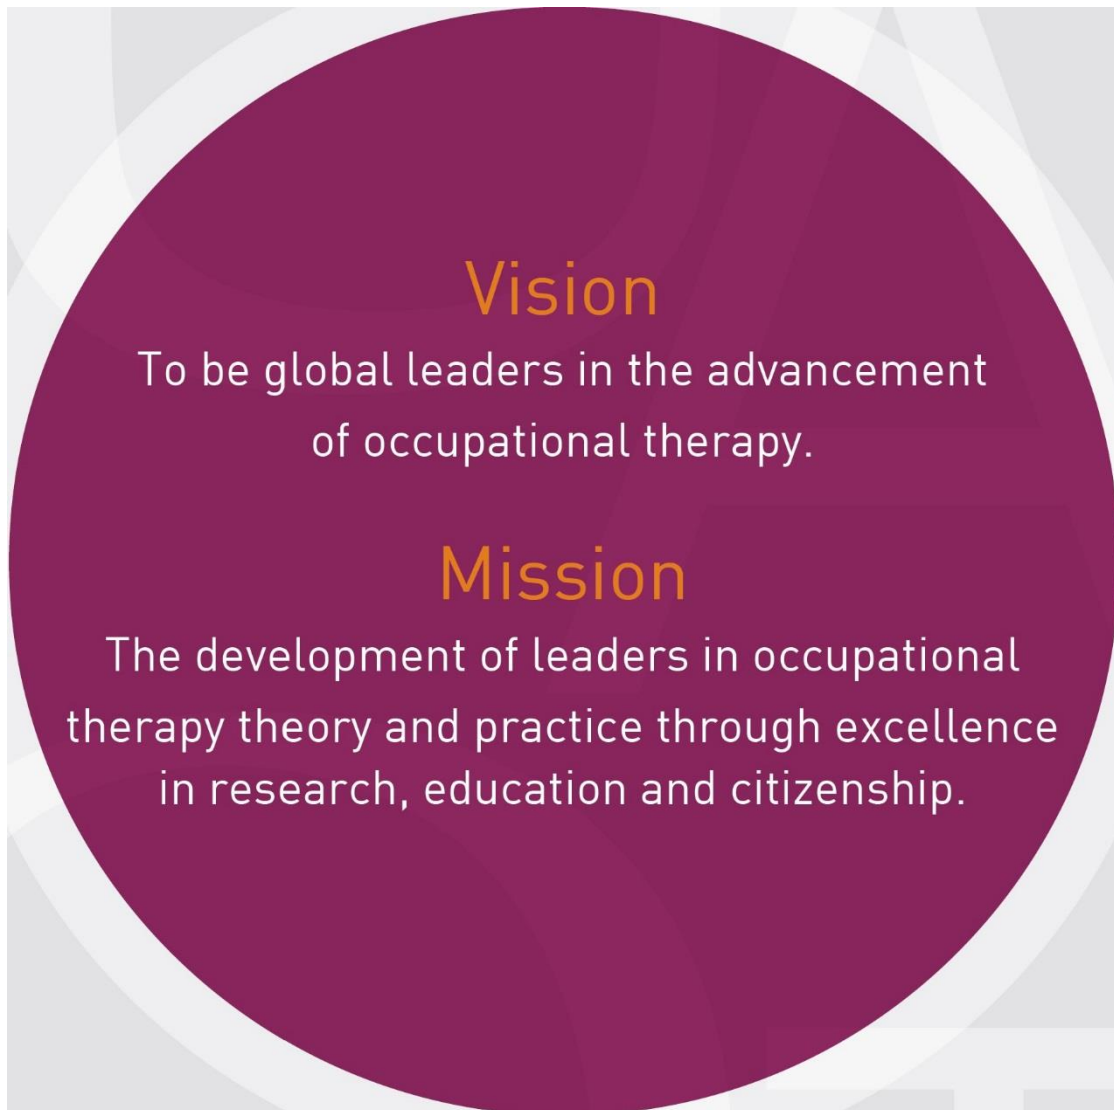 Vision
To be global leaders in the advancement
of occupational therapy.
Mission
The development of leaders in occupational
therapy theory and practice through excellence
in research, education and citizenship.